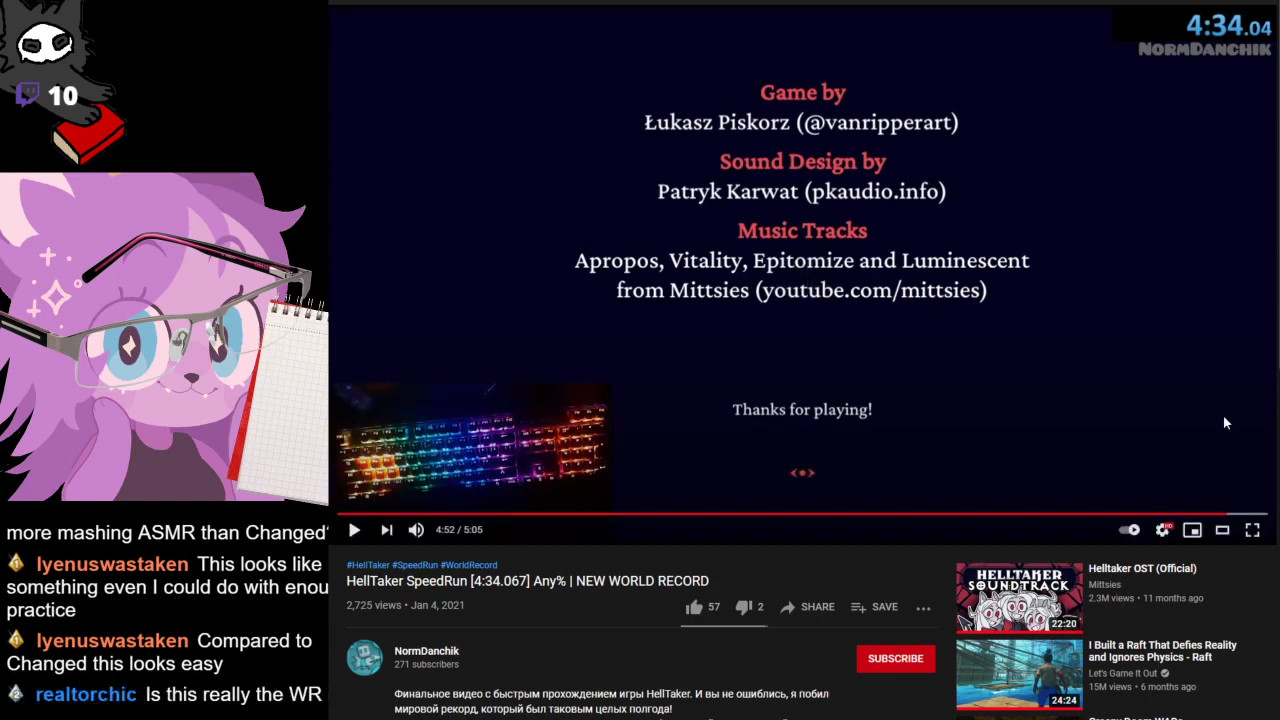 10
4:34.04
NORMDANCHIK
Game by
Łukasz Piskorz (@vanripperart)
Sound Design by
Patryk Karwat (pkaudio.info)
Music Tracks
Apropos, Vitality, Epitomize and Luminescent
from Mittsies (youtube.com/mittsies)
Thanks for playing!
4:52 / 5:05
HD
more mashing ASMR than Changed
Iyenuswastaken This looks like
something even I could do with enou
practice
Iyenuswastaken Compared to
Changed this looks easy
realtorchic Is this really the WR
#HellTaker #SpeedRun #WorldRecord
HellTaker SpeedRun [4:34.067] Any% | NEW WORLD RECORD
2,725 views • Jan 4, 2021
57
2
SHARE
SAVE
NormDanchik
271 subscribers
SUBSCRIBE
Финальное видео с быстрым прохождением игры HellTaker. И вы не ошиблись, я побил
мировой рекорд, который был таковым целых полгода!
HELLTAKER
SOUNDTRACK
22:20
HellTaker OST (Official)
Mittsies
2.3M views • 11 months ago
24:24
I Built a Raft That Defies Reality
and Ignores Physics - Raft
Let's Game It Out
15M views • 6 months ago